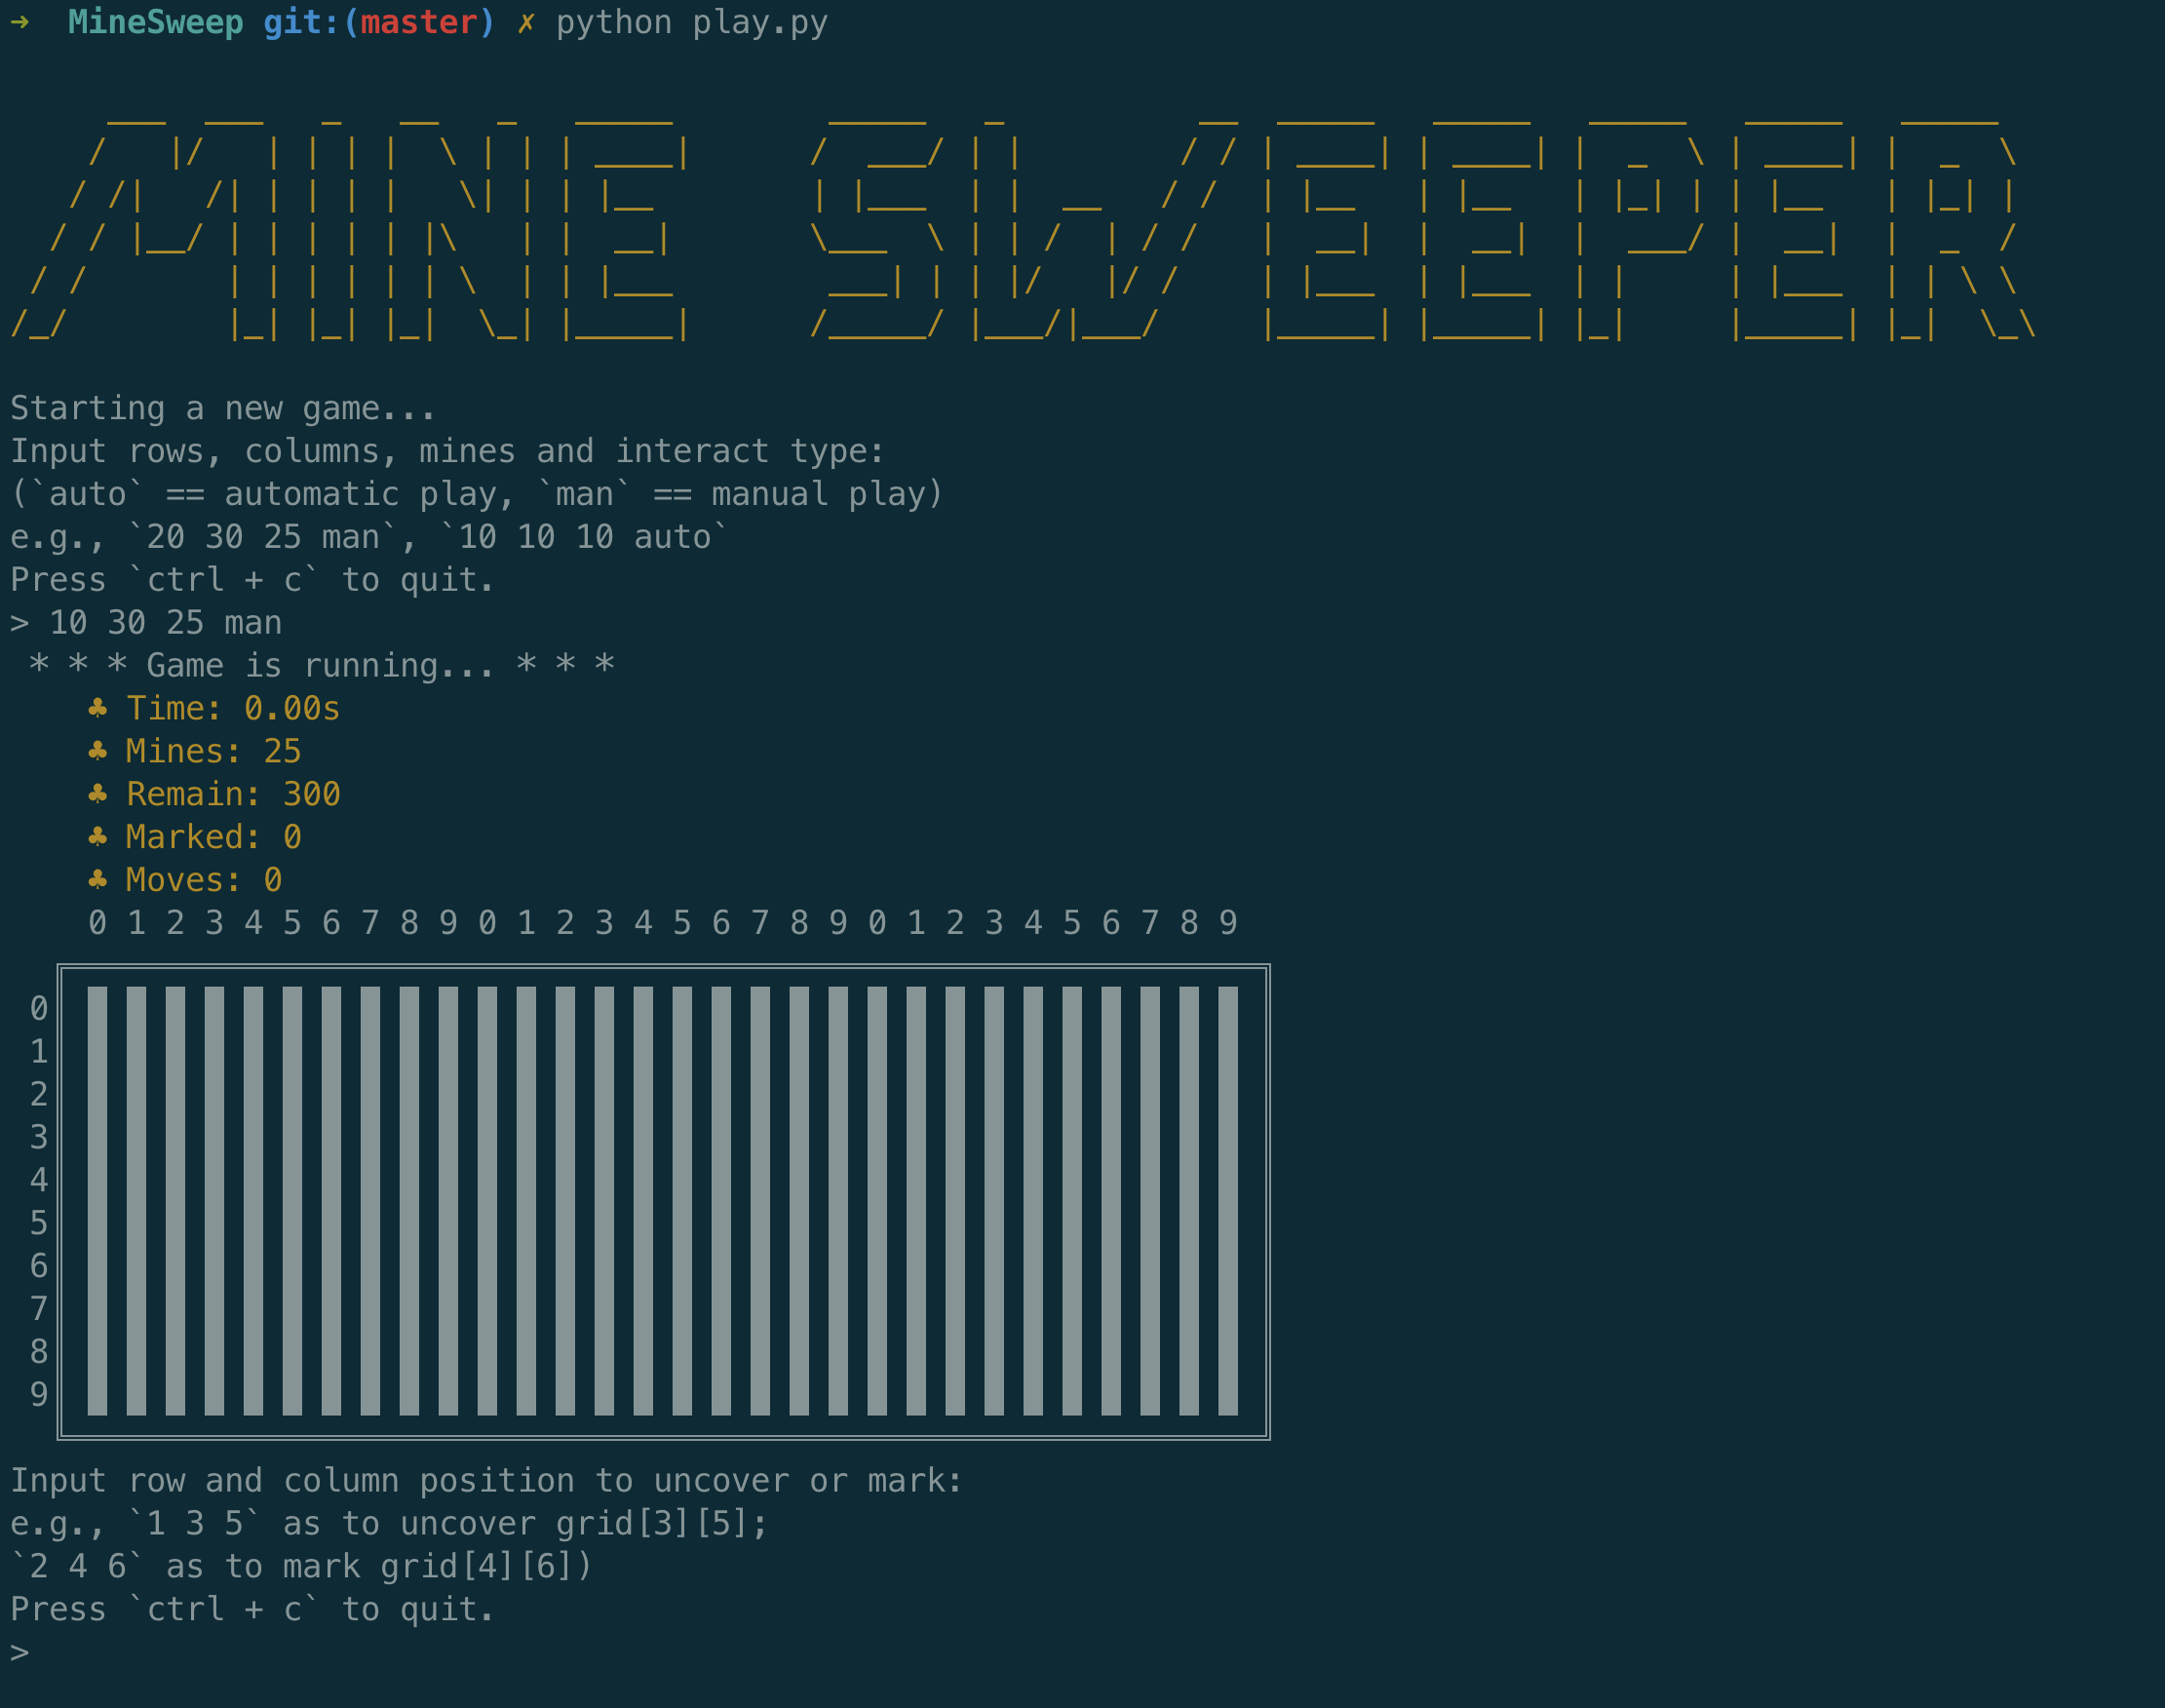 ➜  MineSweep git:(master) ✗ python play.py
MINE SWEEPER
Starting a new game...
Input rows, columns, mines and interact type:
(`auto` == automatic play, `man` == manual play)
e.g., `20 30 25 man`, `10 10 10 auto`
Press `ctrl + c` to quit.
> 10 30 25 man
 * * * Game is running... * * *
    ♣ Time: 0.00s
    ♣ Mines: 25
    ♣ Remain: 300
    ♣ Marked: 0
    ♣ Moves: 0
    0 1 2 3 4 5 6 7 8 9 0 1 2 3 4 5 6 7 8 9 0 1 2 3 4 5 6 7 8 9
 0
 1
 2
 3
 4
 5
 6
 7
 8
 9
Input row and column position to uncover or mark:
e.g., `1 3 5` as to uncover grid[3][5];
`2 4 6` as to mark grid[4][6])
Press `ctrl + c` to quit.
>